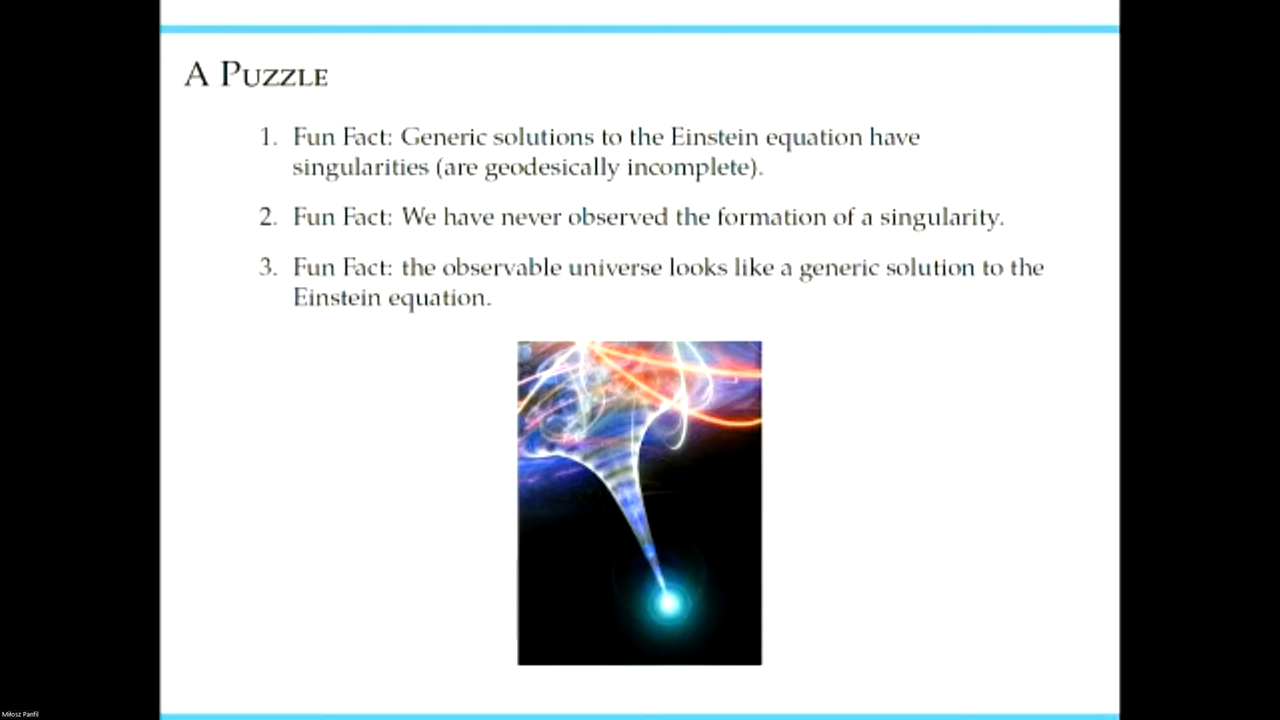 A Puzzle
1. Fun Fact: Generic solutions to the Einstein equation have
singularities (are geodesically incomplete).
2. Fun Fact: We have never observed the formation of a singularity.
3. Fun Fact: the observable universe looks like a generic solution to the
Einstein equation.
Miłosz Panfil